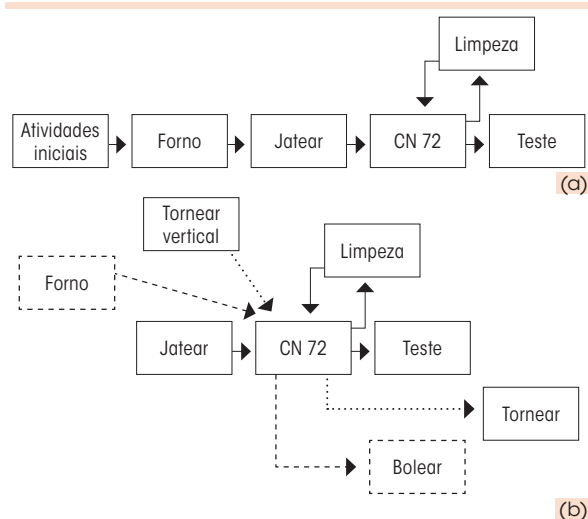 Limpeza
Atividades
iniciais
Forno
Jatear
CN 72
Teste
(a)
Tornear
vertical
Limpeza
Forno
Jatear
CN 72
Teste
Tornear
Bolear
(b)